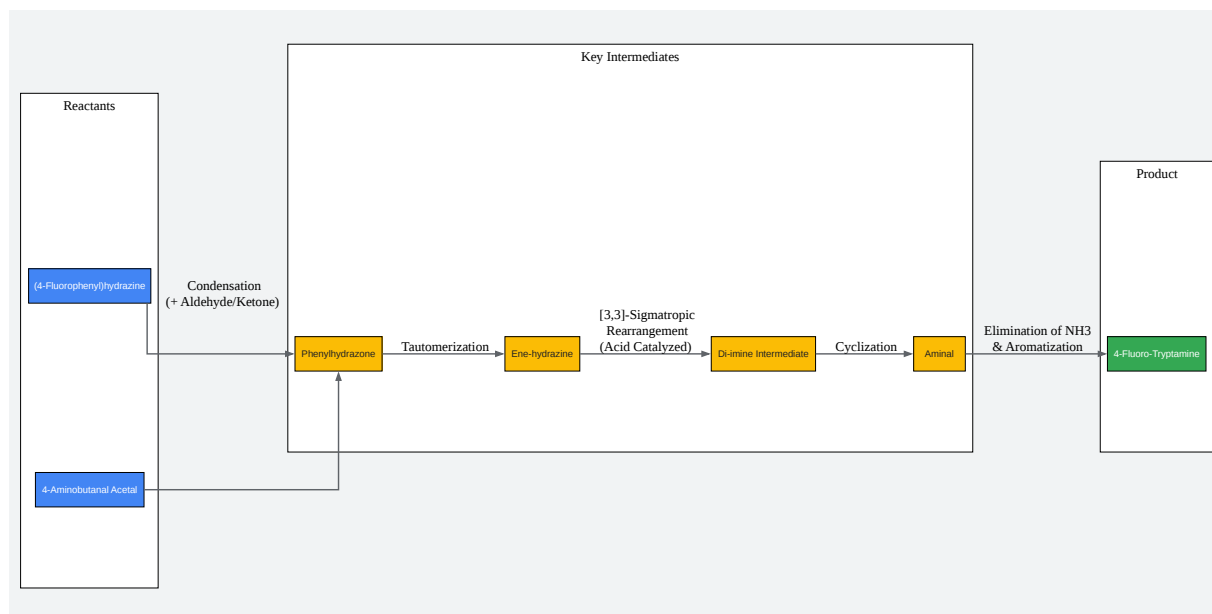 Key Intermediates
Reactants
Product
(4-Fluorophenyl)hydrazine
Condensation
(+ Aldehyde/Ketone)
Phenylhydrazone
Tautomerization
Ene-hydrazine
[3,3]-Sigmatropic
Rearrangement
(Acid Catalyzed)
Di-imine Intermediate
Cyclization
Aminal
Elimination of NH3
& Aromatization
4-Fluoro-Tryptamine
4-Aminobutanal Acetal